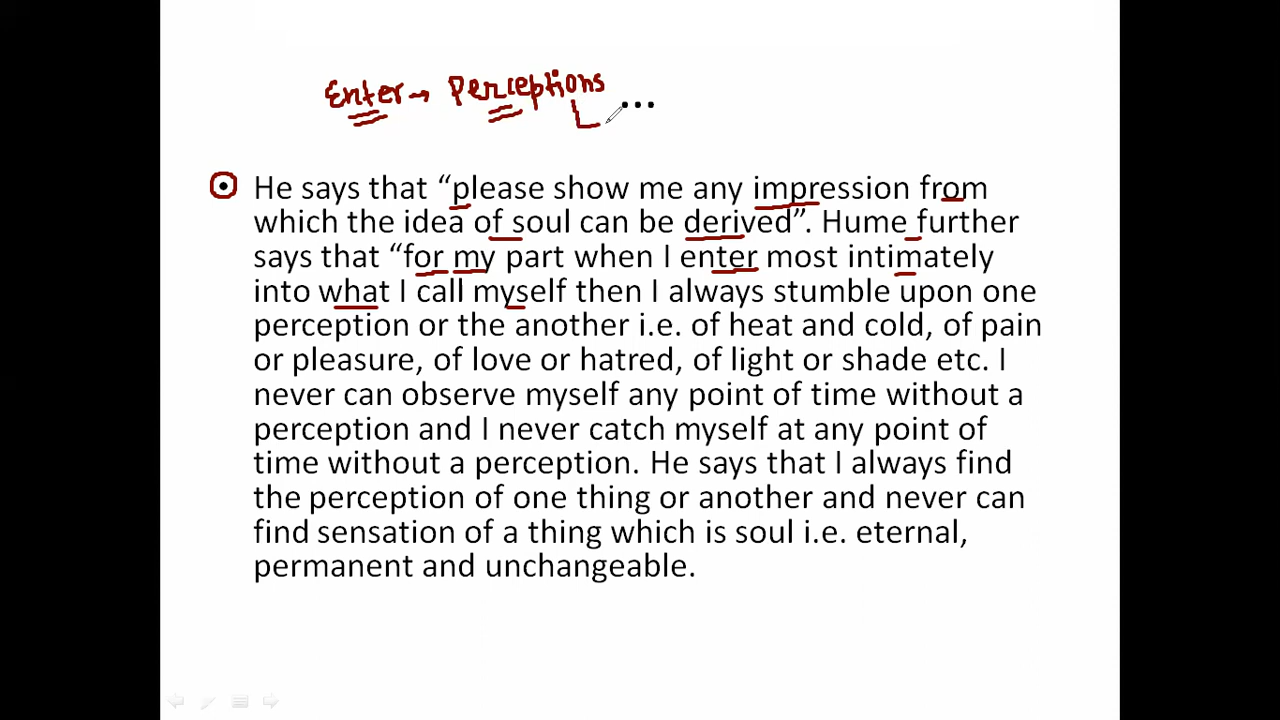 Enter → Perceptions ...
He says that “please show me any impression from
which the idea of soul can be derived”. Hume further
says that “for my part when I enter most intimately
into what I call myself then I always stumble upon one
perception or the another i.e. of heat and cold, of pain
or pleasure, of love or hatred, of light or shade etc. I
never can observe myself any point of time without a
perception and I never catch myself at any point of
time without a perception. He says that I always find
the perception of one thing or another and never can
find sensation of a thing which is soul i.e. eternal,
permanent and unchangeable.